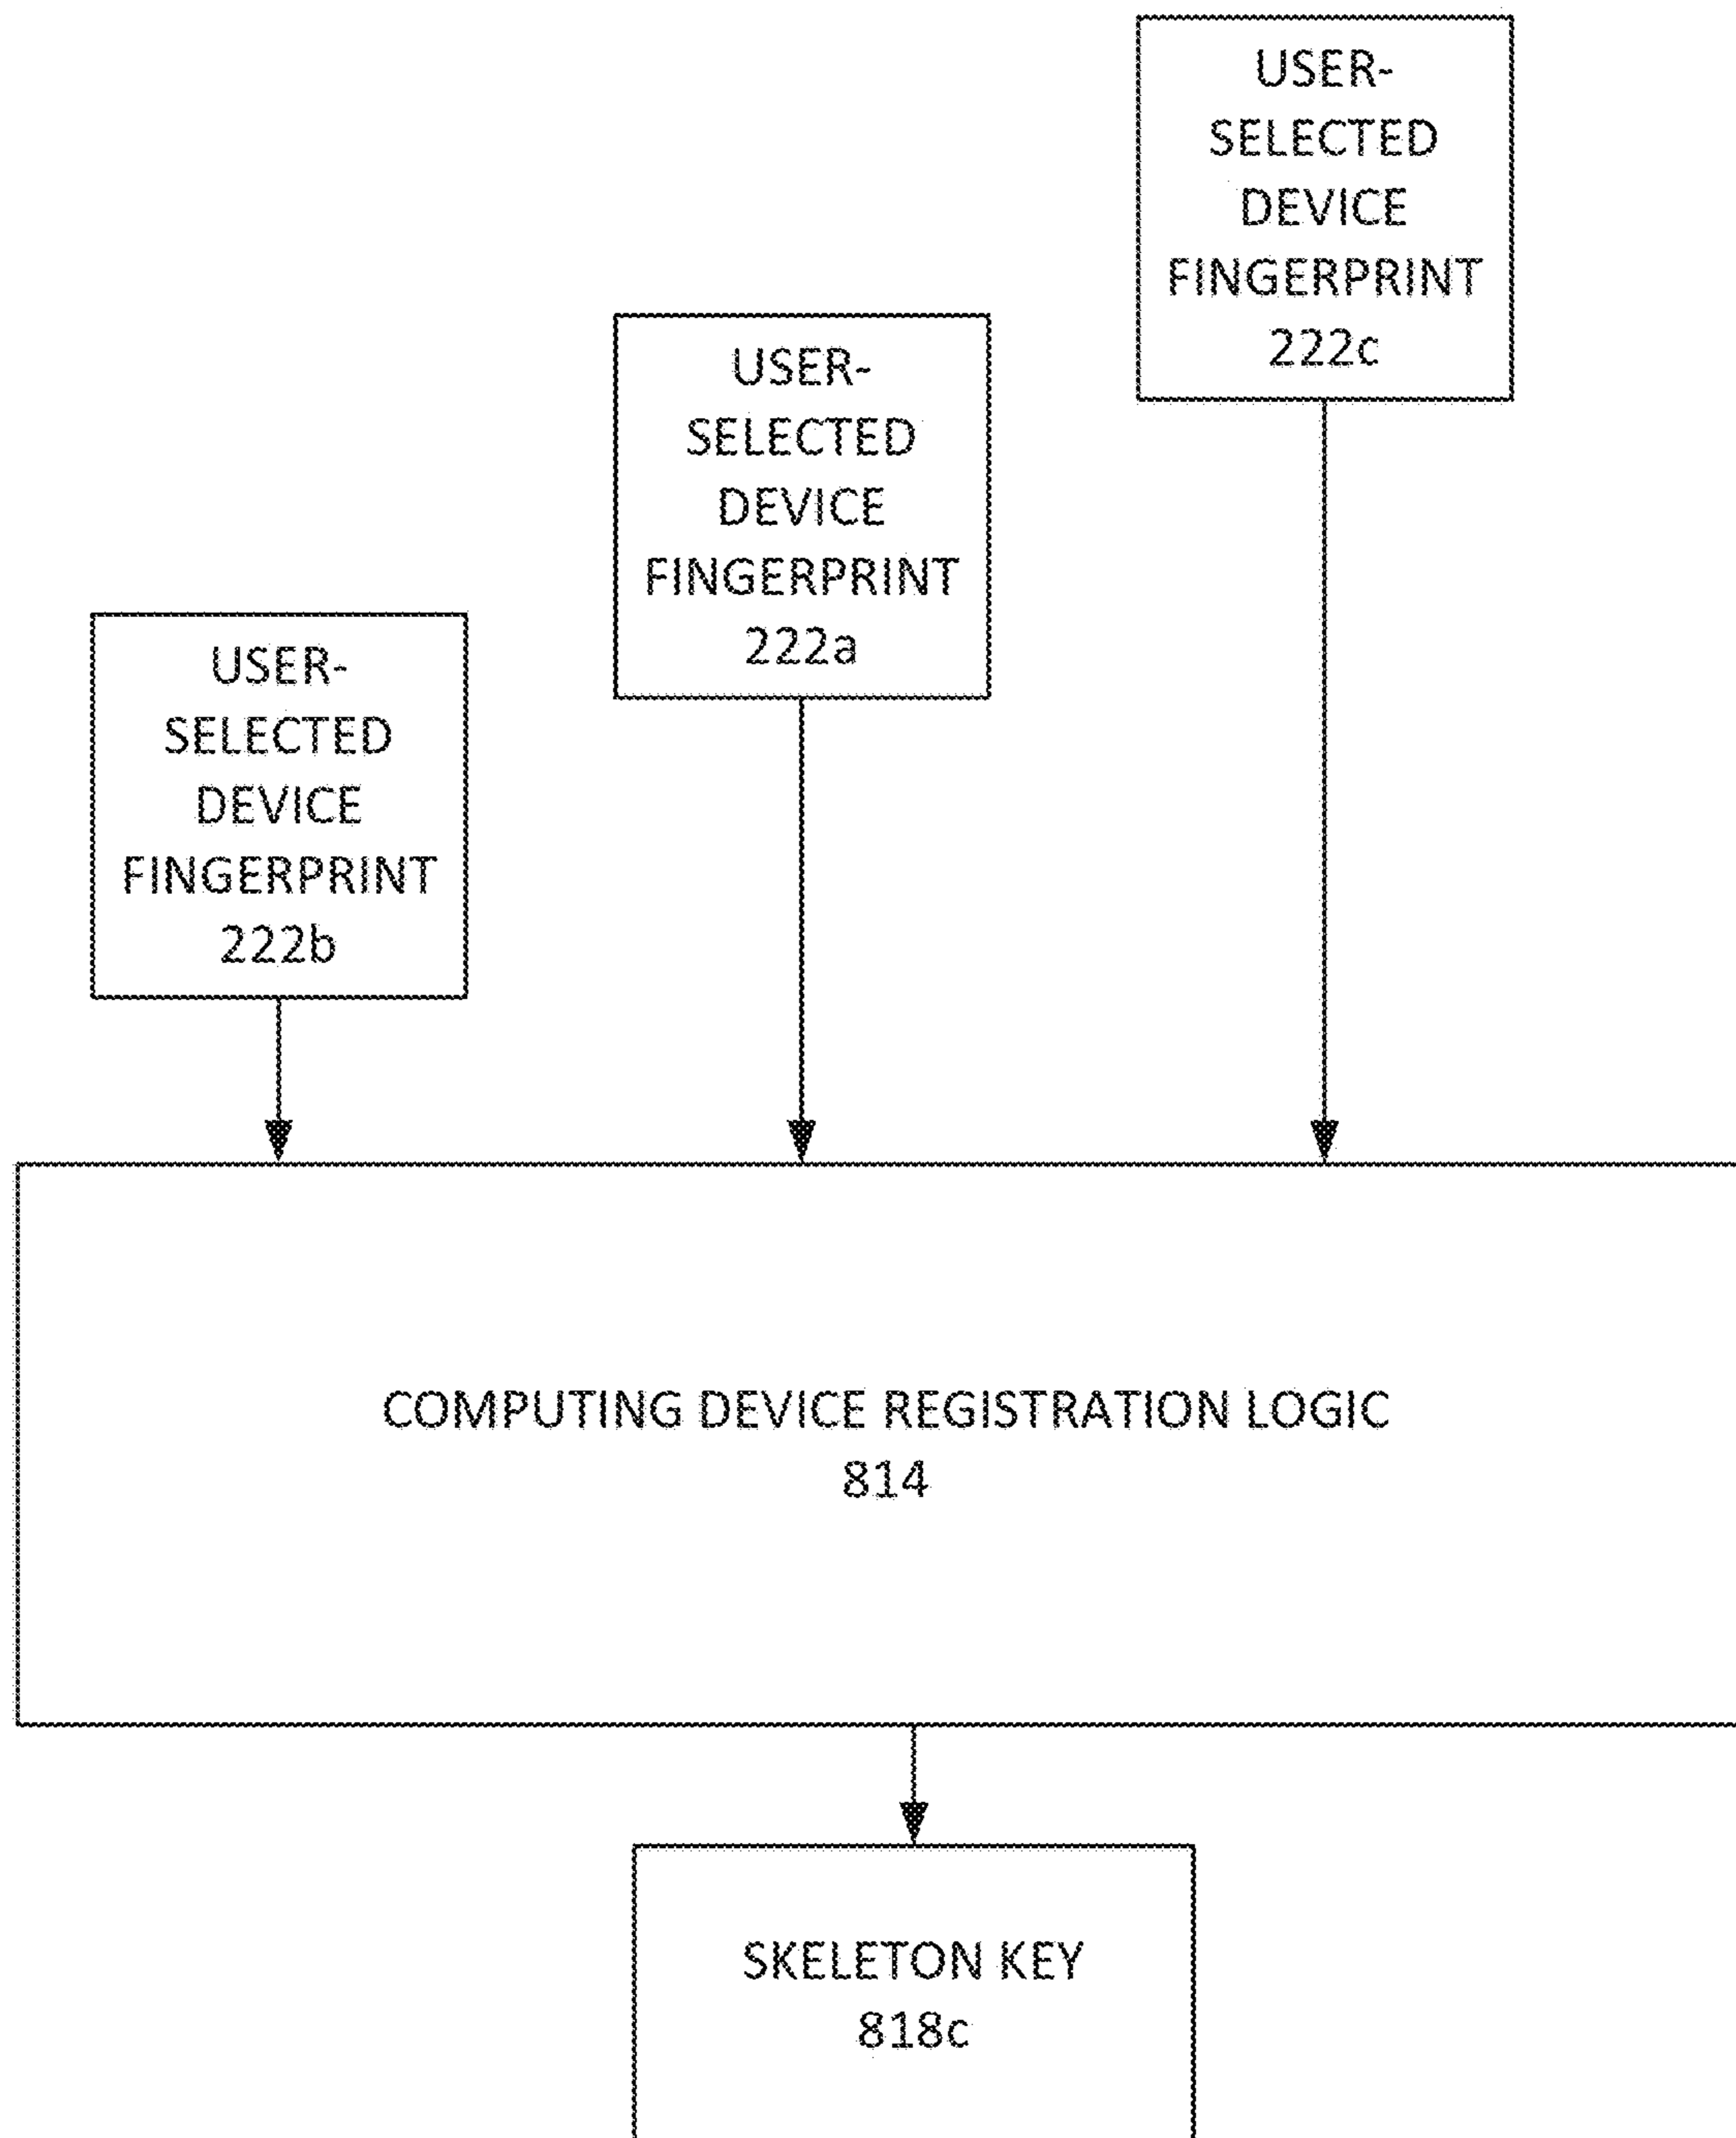 USER-
SELECTED
DEVICE
FINGERPRINT
222c
USER-
SELECTED
DEVICE
FINGERPRINT
222a
USER-
SELECTED
DEVICE
FINGERPRINT
222b
COMPUTING DEVICE REGISTRATION LOGIC
814
SKELETON KEY
818c